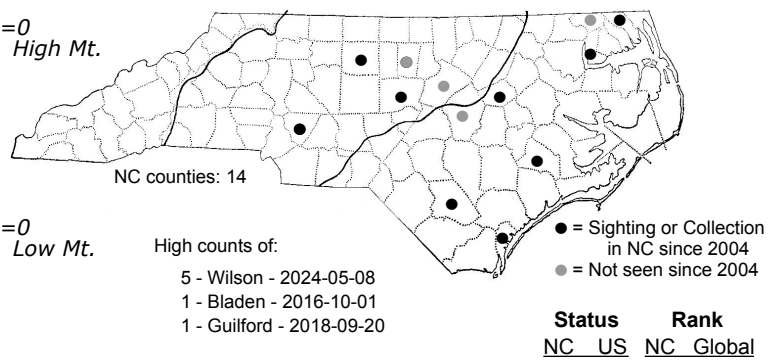 =0
High Mt.
NC counties: 14
=0
Low Mt.
High counts of:
5 - Wilson - 2024-05-08
1 - Bladen - 2016-10-01
1 - Guilford - 2018-09-20
● = Sighting or Collection
in NC since 2004
● = Not seen since 2004
Status Rank
NC US NC Global